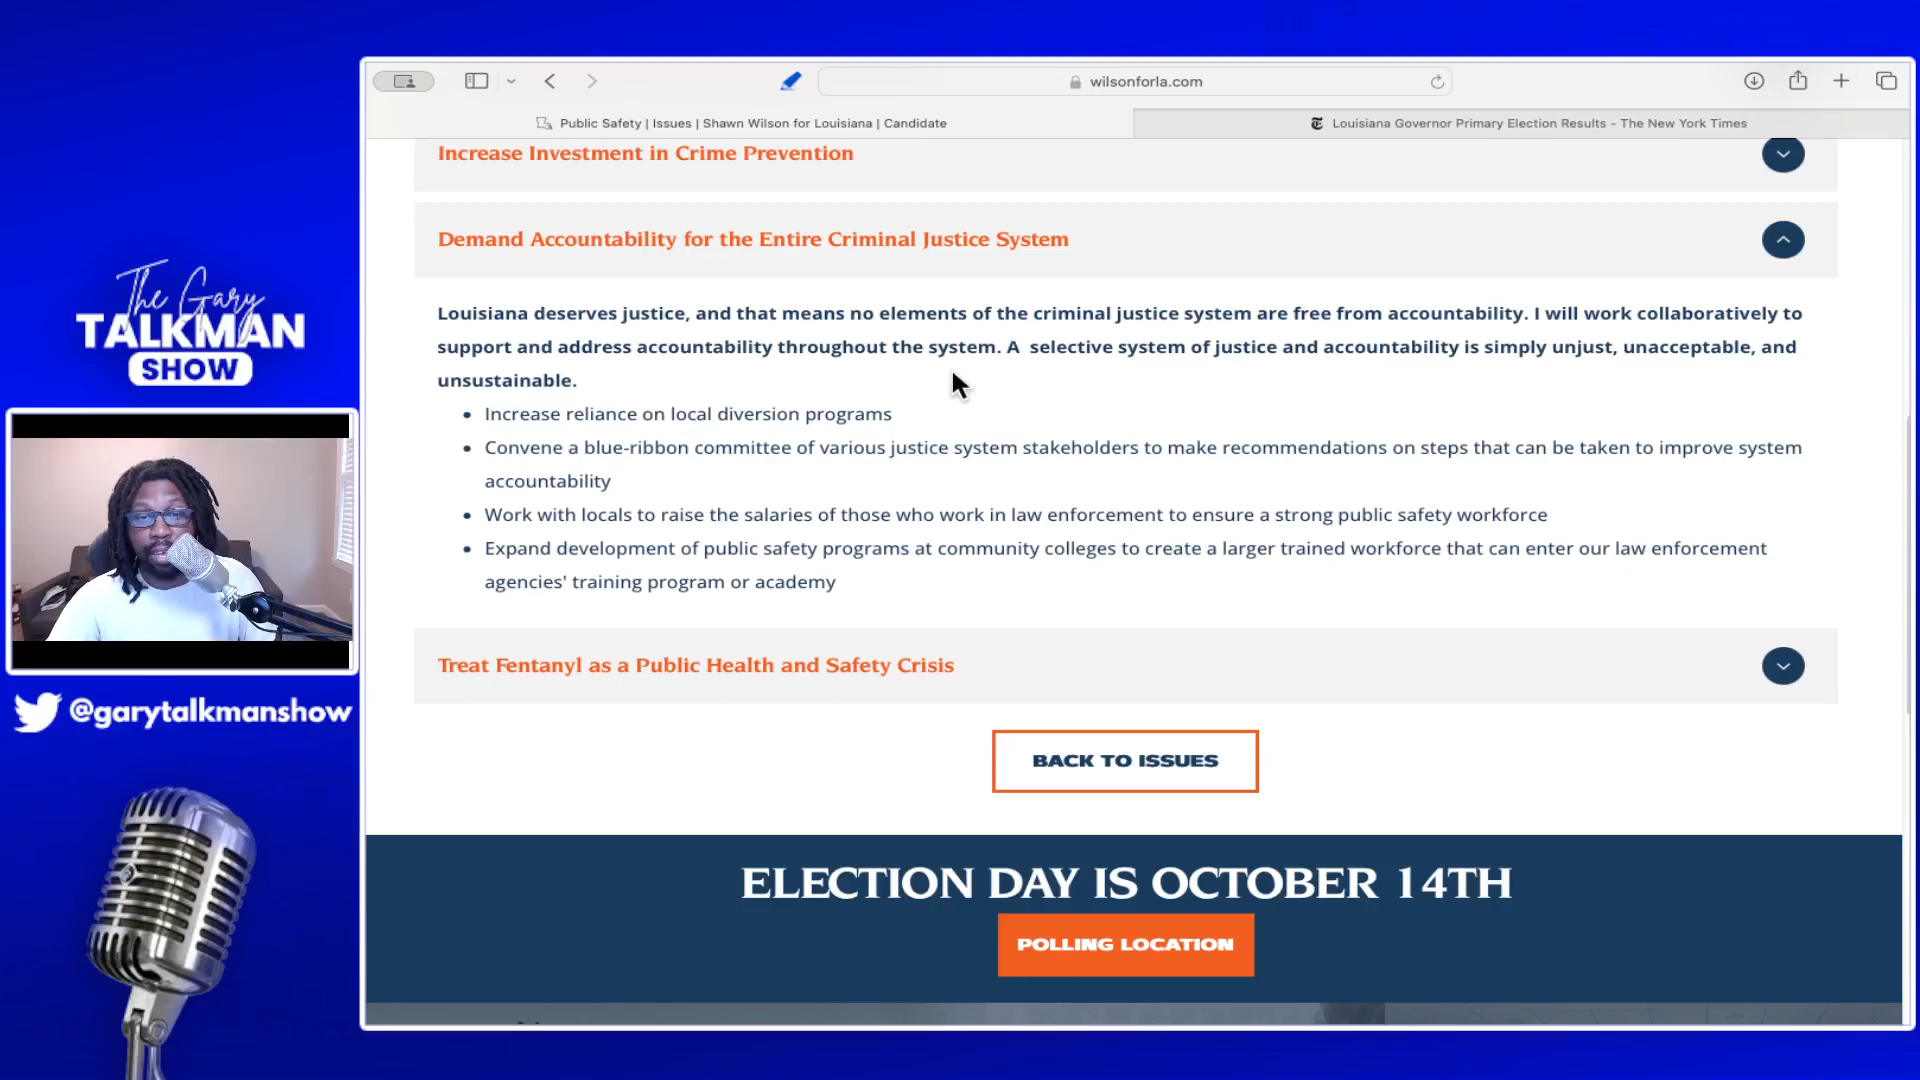 The Gary
TALKMAN
SHOW
@garytalkmanshow
wilsonforla.com
Public Safety | Issues | Shawn Wilson for Louisiana | Candidate
Louisiana Governor Primary Election Results - The New York Times
Increase Investment in Crime Prevention
Demand Accountability for the Entire Criminal Justice System
Louisiana deserves justice, and that means no elements of the criminal justice system are free from accountability. I will work collaboratively to
support and address accountability throughout the system. A  selective system of justice and accountability is simply unjust, unacceptable, and
unsustainable.
• Increase reliance on local diversion programs
• Convene a blue-ribbon committee of various justice system stakeholders to make recommendations on steps that can be taken to improve system
accountability
• Work with locals to raise the salaries of those who work in law enforcement to ensure a strong public safety workforce
• Expand development of public safety programs at community colleges to create a larger trained workforce that can enter our law enforcement
agencies' training program or academy
Treat Fentanyl as a Public Health and Safety Crisis
BACK TO ISSUES
ELECTION DAY IS OCTOBER 14TH
POLLING LOCATION